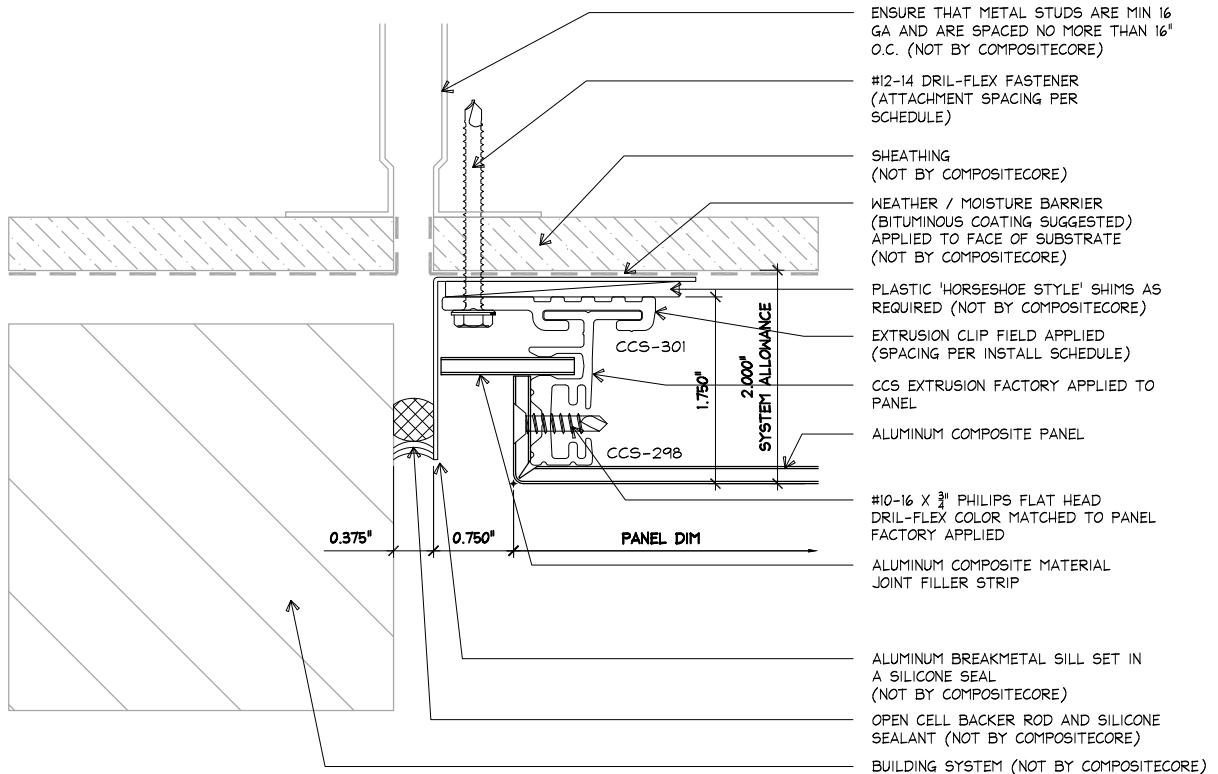 ENSURE THAT METAL STUDS ARE MIN 16
GA AND ARE SPACED NO MORE THAN 16"
O.C. (NOT BY COMPOSITECORE)
#12-14 DRIL-FLEX FASTENER
(ATTACHMENT SPACING PER
SCHEDULE)
SHEATHING
(NOT BY COMPOSITECORE)
WEATHER / MOISTURE BARRIER
(BITUMINOUS COATING SUGGESTED)
APPLIED TO FACE OF SUBSTRATE
(NOT BY COMPOSITECORE)
PLASTIC 'HORSESHOE STYLE' SHIMS AS
REQUIRED (NOT BY COMPOSITECORE)
EXTRUSION CLIP FIELD APPLIED
(SPACING PER INSTALL SCHEDULE)
CCS EXTRUSION FACTORY APPLIED TO
PANEL
ALUMINUM COMPOSITE PANEL
#10-16 X 3/4" PHILIPS FLAT HEAD
DRIL-FLEX COLOR MATCHED TO PANEL
FACTORY APPLIED
ALUMINUM COMPOSITE MATERIAL
JOINT FILLER STRIP
ALUMINUM BREAKMETAL SILL SET IN
A SILICONE SEAL
(NOT BY COMPOSITECORE)
OPEN CELL BACKER ROD AND SILICONE
SEALANT (NOT BY COMPOSITECORE)
BUILDING SYSTEM (NOT BY COMPOSITECORE)
CCS-301
CCS-298
1.750"
2.000"
SYSTEM ALLOWANCE
0.375"
0.750"
PANEL DIM